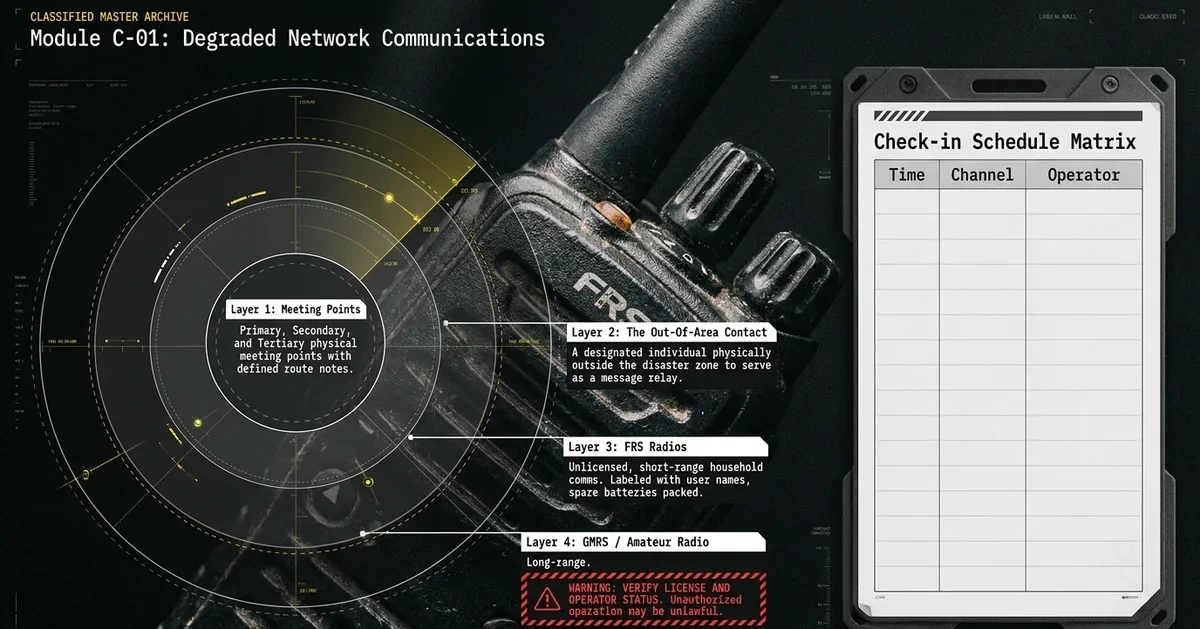 CLASSIFIED MASTER ARCHIVE
Module C-01: Degraded Network Communications
Layer 1: Meeting Points
Primary, Secondary,
and Tertiary physical
meeting points with
defined route notes.
FRS
Layer 2: The Out-Of-Area Contact
A designated individual physically
outside the disaster zone to serve
as a message relay.
Layer 3: FRS Radios
Unlicensed, short-range household
comms. Labeled with user names,
spare batteries packed.
Layer 4: GMRS / Amateur Radio
Long-range.
WARNING: VERIFY LICENSE AND
OPERATOR STATUS. Unauthorized
operation may be unlawful.
Check-in Schedule Matrix
Time Channel Operator